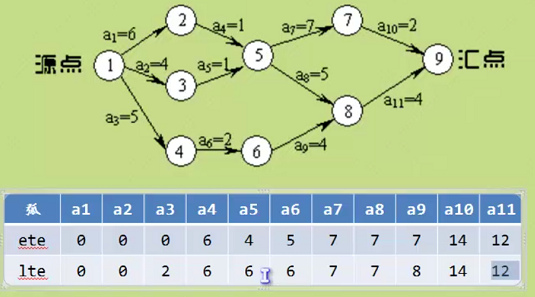 a₁=6
2
a₄=1
a₇=7
7
a₁₀=2
源点
1
a₂=4
3
a₅=1
5
a₈=5
8
9
汇点
a₃=5
4
a₆=2
6
a₉=4
a₁₁=4
弧 a1 a2 a3 a4 a5 a6 a7 a8 a9 a10 a11
ete 0 0 0 6 4 5 7 7 7 14 12
lte 0 0 2 6 6 6 7 7 8 14 12